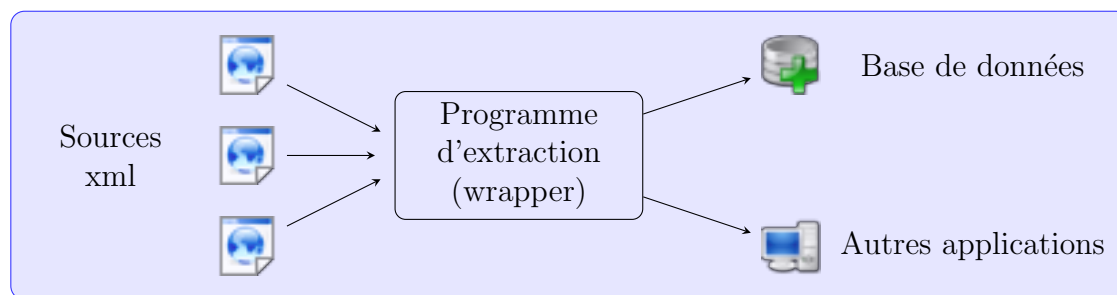 Sources
xml
Programme
d'extraction
(wrapper)
Base de données
Autres applications